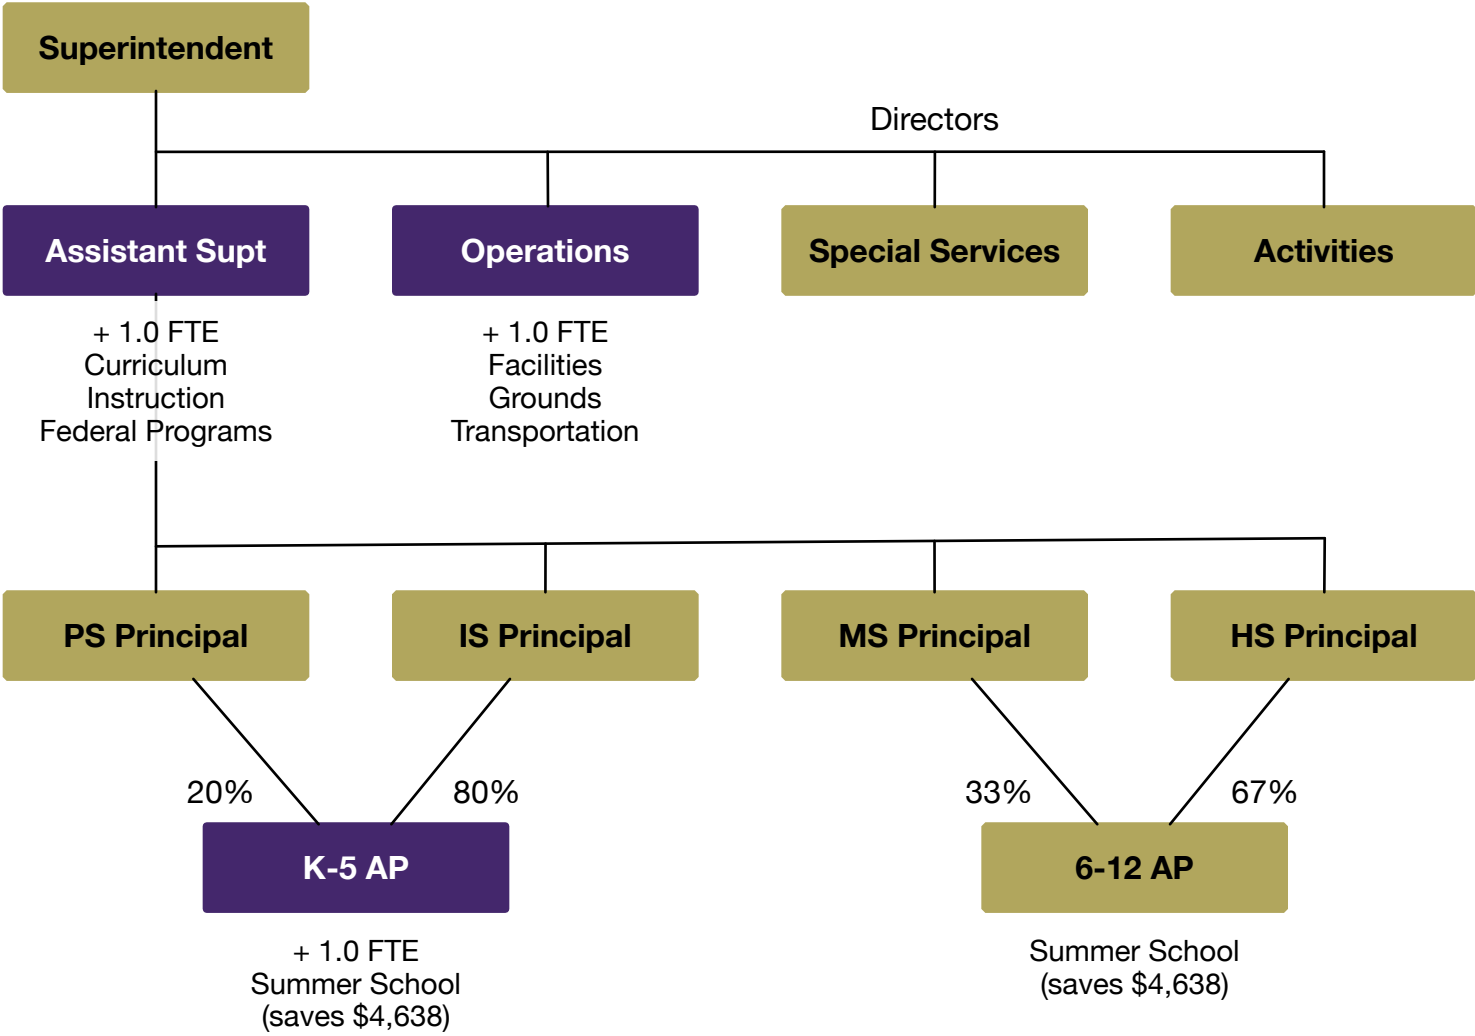 Superintendent
Directors
Assistant Supt
Operations
Special Services
Activities
+ 1.0 FTE
Curriculum
Instruction
Federal Programs
+ 1.0 FTE
Facilities
Grounds
Transportation
PS Principal
IS Principal
MS Principal
HS Principal
20%
80%
33%
67%
K-5 AP
6-12 AP
+ 1.0 FTE
Summer School
(saves $4,638)
Summer School
(saves $4,638)